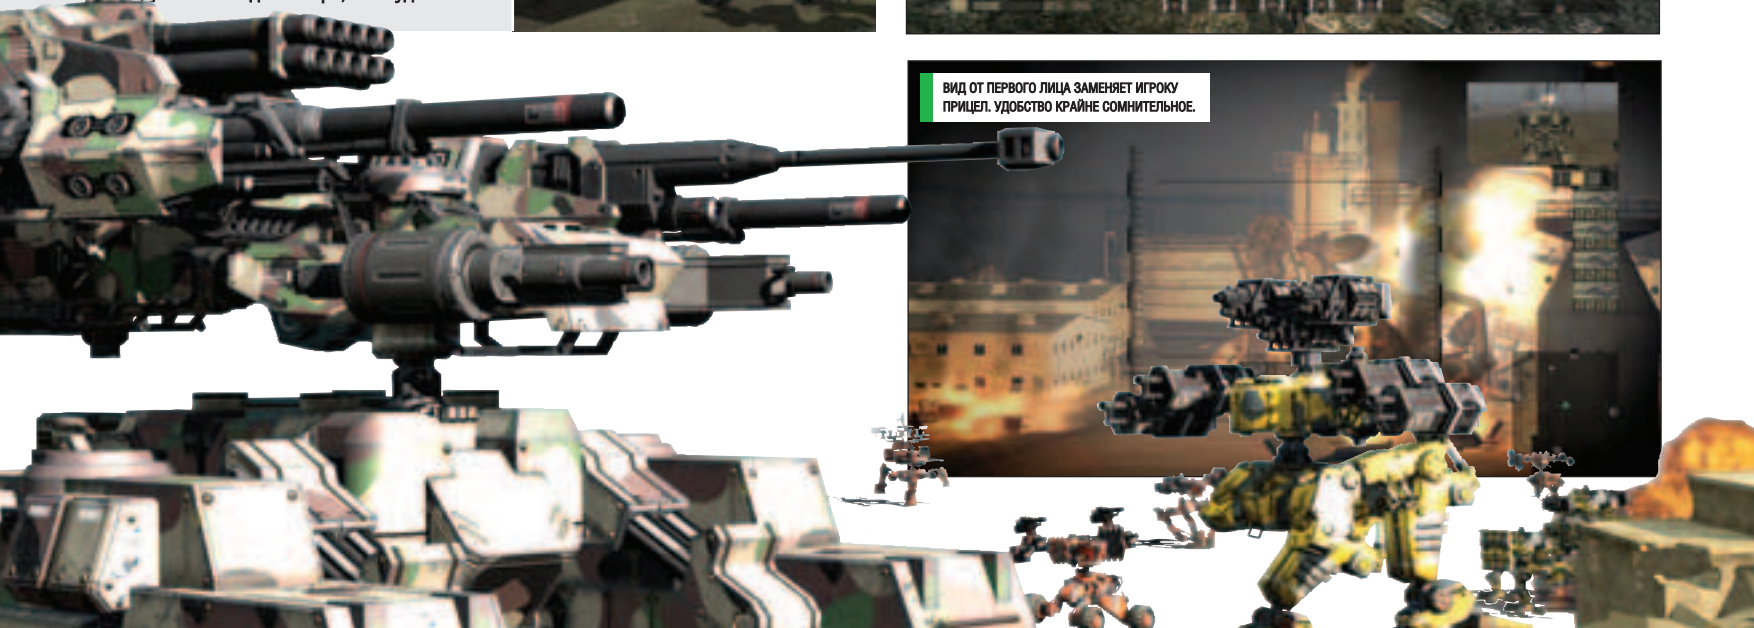 ВИД ОТ ПЕРВОГО ЛИЦА ЗАМЕНЯЕТ ИГРОКУ
ПРИЦЕЛ. УДОБСТВО КРАЙНЕ СОМНИТЕЛЬНОЕ.